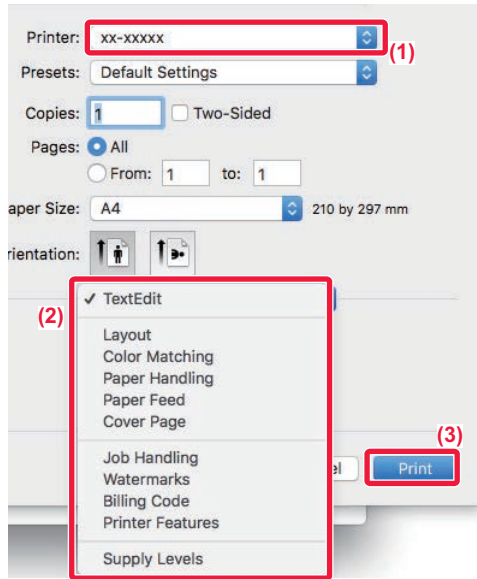 Printer: xx-xxxxx
(1)
Presets: Default Settings
Copies: 1 Two-Sided
Pages: All
From: 1 to: 1
aper Size: A4 210 by 297 mm
rientation:
(2)
✓ TextEdit
Layout
Color Matching
Paper Handling
Paper Feed
Cover Page
Job Handling
Watermarks
Billing Code
Printer Features
Supply Levels
(3)
el Print